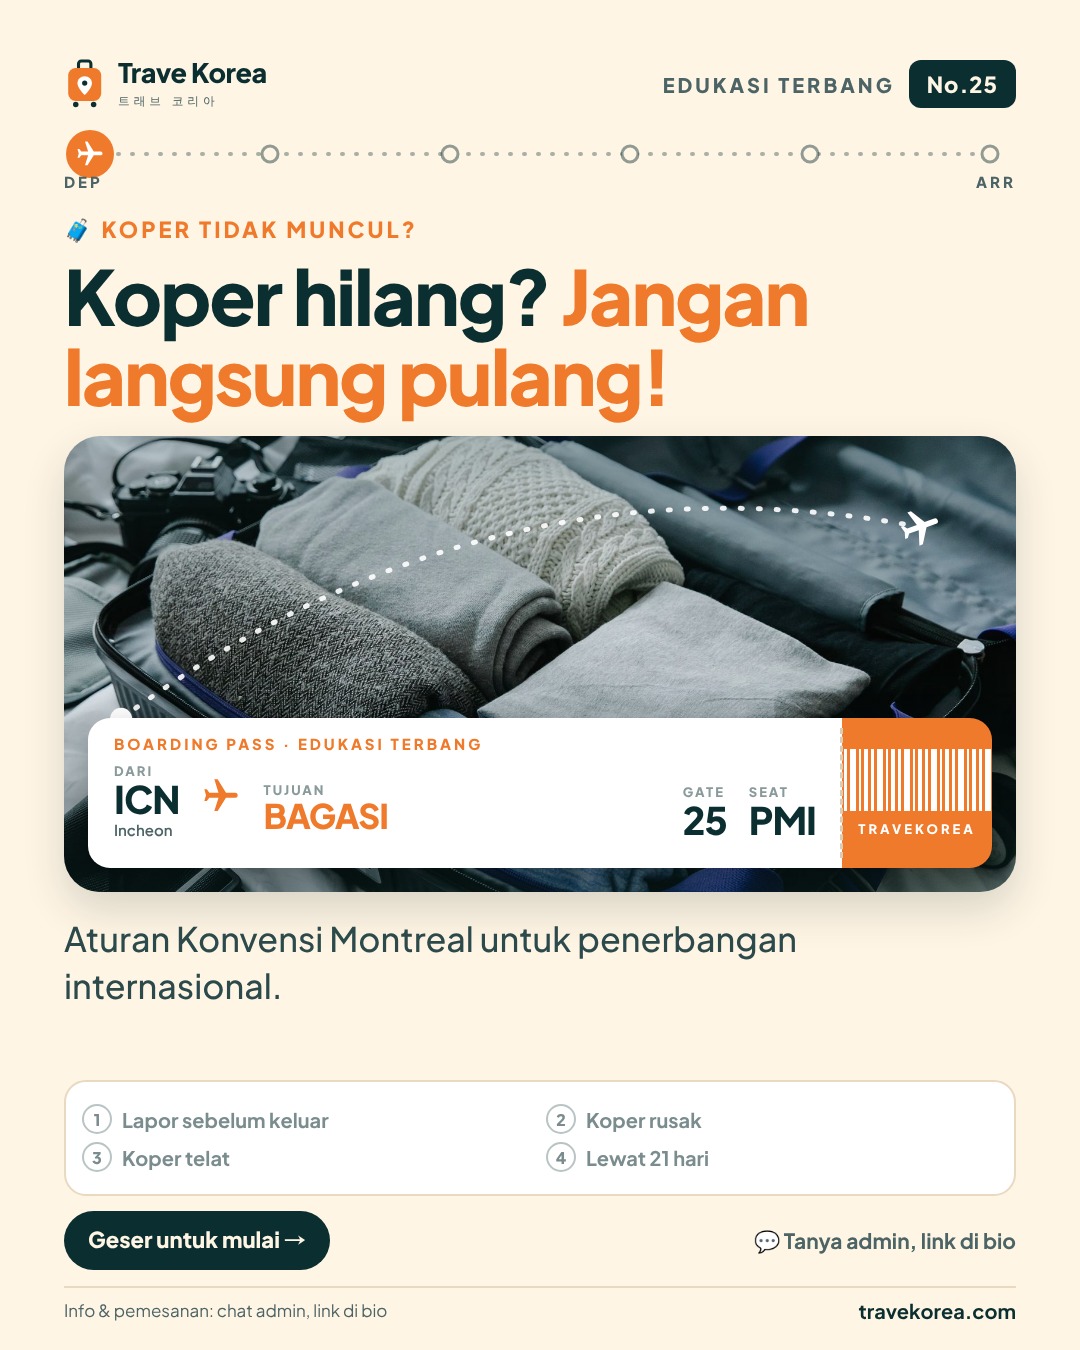 Trave Korea
트래브 코리아
EDUKASI TERBANG
No.25
DEP
ARR
🧳 KOPER TIDAK MUNCUL?
Koper hilang? Jangan
langsung pulang!
BOARDING PASS · EDUKASI TERBANG
DARI
ICN
Incheon
TUJUAN
BAGASI
GATE
25
SEAT
PMI
TRAVEKOREA
Aturan Konvensi Montreal untuk penerbangan
internasional.
1 Lapor sebelum keluar
2 Koper rusak
3 Koper telat
4 Lewat 21 hari
Geser untuk mulai →
💬 Tanya admin, link di bio
Info & pemesanan: chat admin, link di bio
travekorea.com